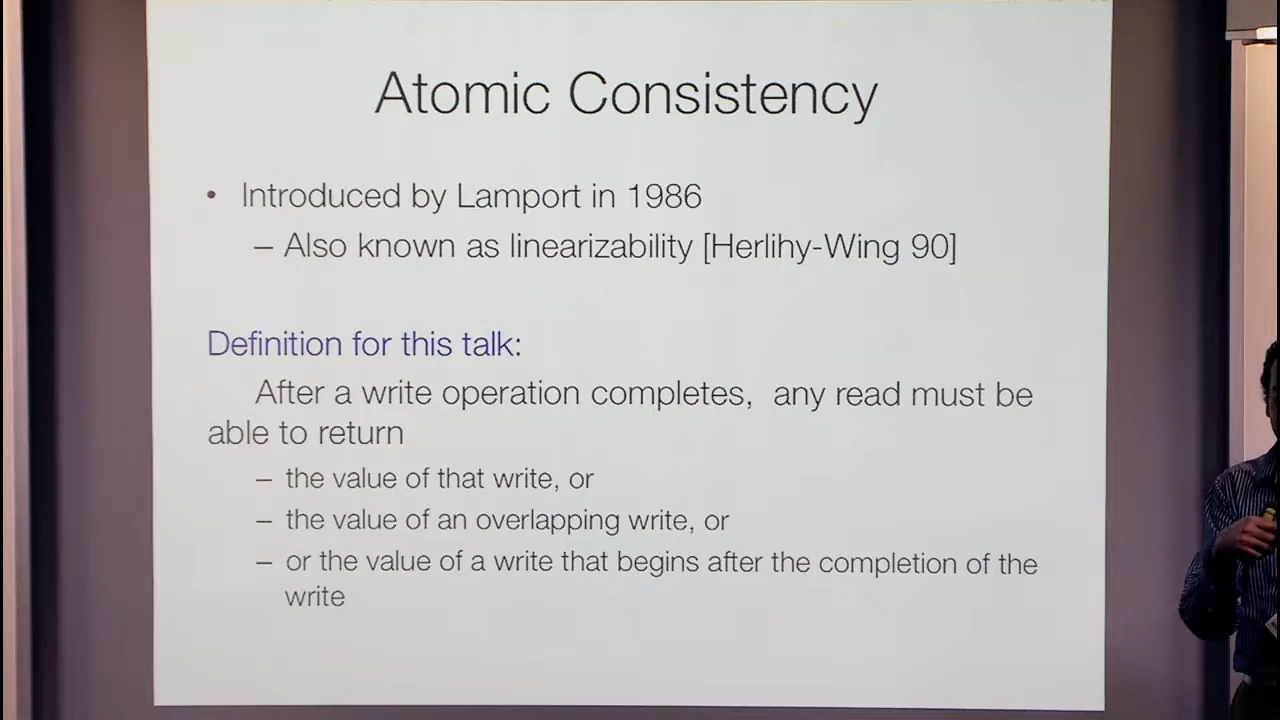 Atomic Consistency
• Introduced by Lamport in 1986
– Also known as linearizability [Herlihy-Wing 90]
Definition for this talk:
After a write operation completes, any read must be
able to return
– the value of that write, or
– the value of an overlapping write, or
– or the value of a write that begins after the completion of the
write